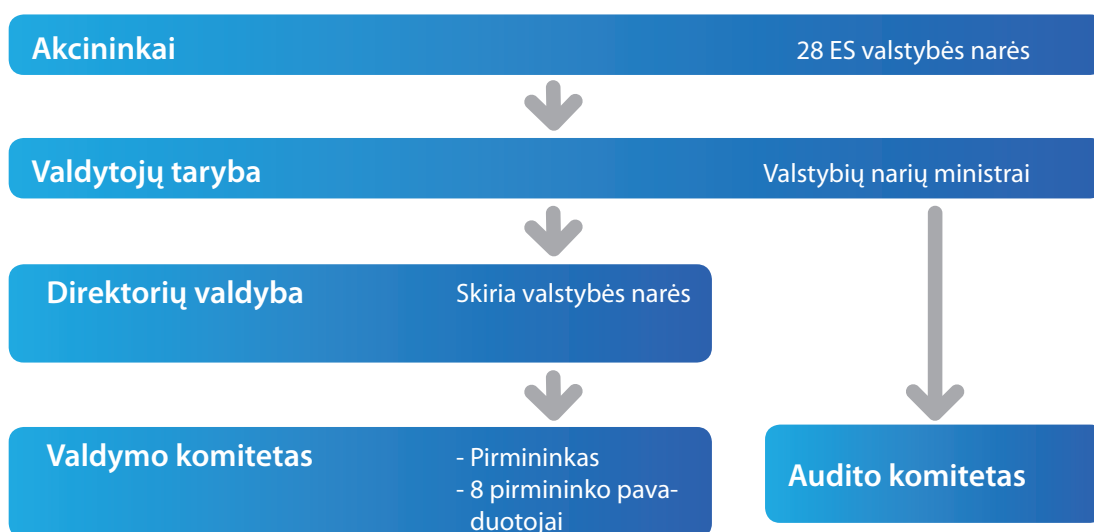 Akcininkai
28 ES valstybės narės
Valdytojų taryba
Valstybių narių ministrai
Direktorių valdyba
Skiria valstybės narės
Valdymo komitetas
- Pirmininkas
- 8 pirmininko pava-
duotojai
Audito komitetas